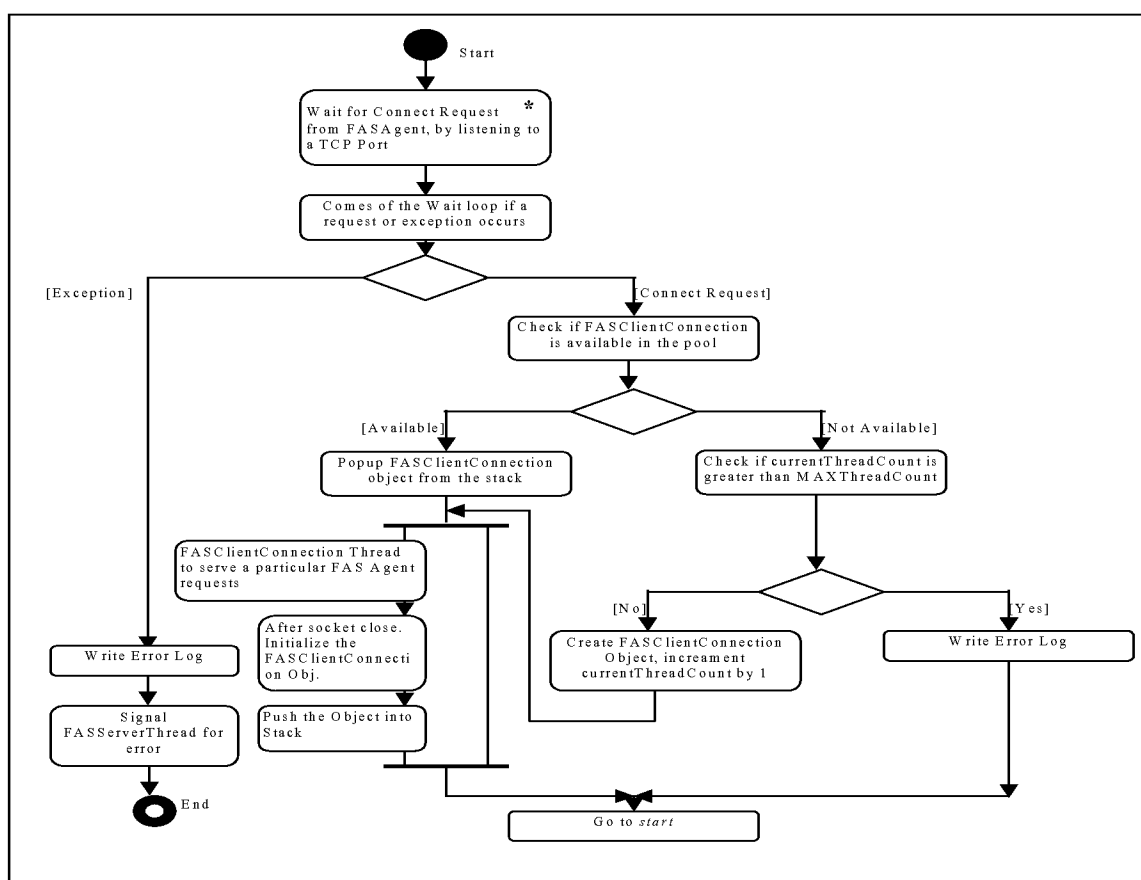 Start
Wait for Connect Request *
from FASAgent, by listening to
a TCP Port
Comes of the Wait loop if a
request or exception occurs
[Exception]
[Connect Request]
Check if FASClientConnection
is available in the pool
[Available]
[Not Available]
Popup FASClientConnection
object from the stack
Check if currentThreadCount is
greater than MAXThreadCount
FASClientConnection Thread
to serve a particular FAS Agent
requests
[No]
[Yes]
After socket close.
Initialize the
FASClientConnecti
on Obj.
Create FASClientConnection
Object, increament
currentThreadCount by 1
Write Error Log
Write Error Log
Push the Object into
Stack
Signal
FASServerThread for
error
End
Go to start